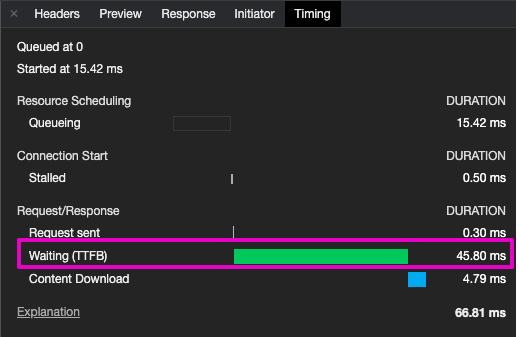 × Headers Preview Response Initiator Timing
Queued at 0
Started at 15.42 ms
Resource Scheduling DURATION
Queueing 15.42 ms
Connection Start DURATION
Stalled 0.50 ms
Request/Response DURATION
Request sent 0.30 ms
Waiting (TTFB) 45.80 ms
Content Download 4.79 ms
Explanation 66.81 ms